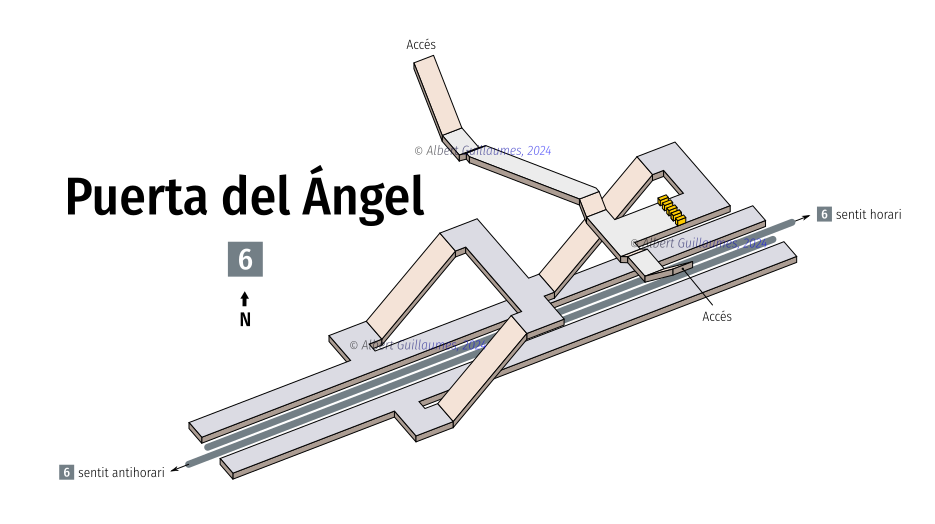 Accés
© Albert Guillaumes, 2024
Puerta del Ángel
6 sentit horari
© Albert Guillaumes, 2024
6
N
Accés
© Albert Guillaumes, 2024
6 sentit antihorari